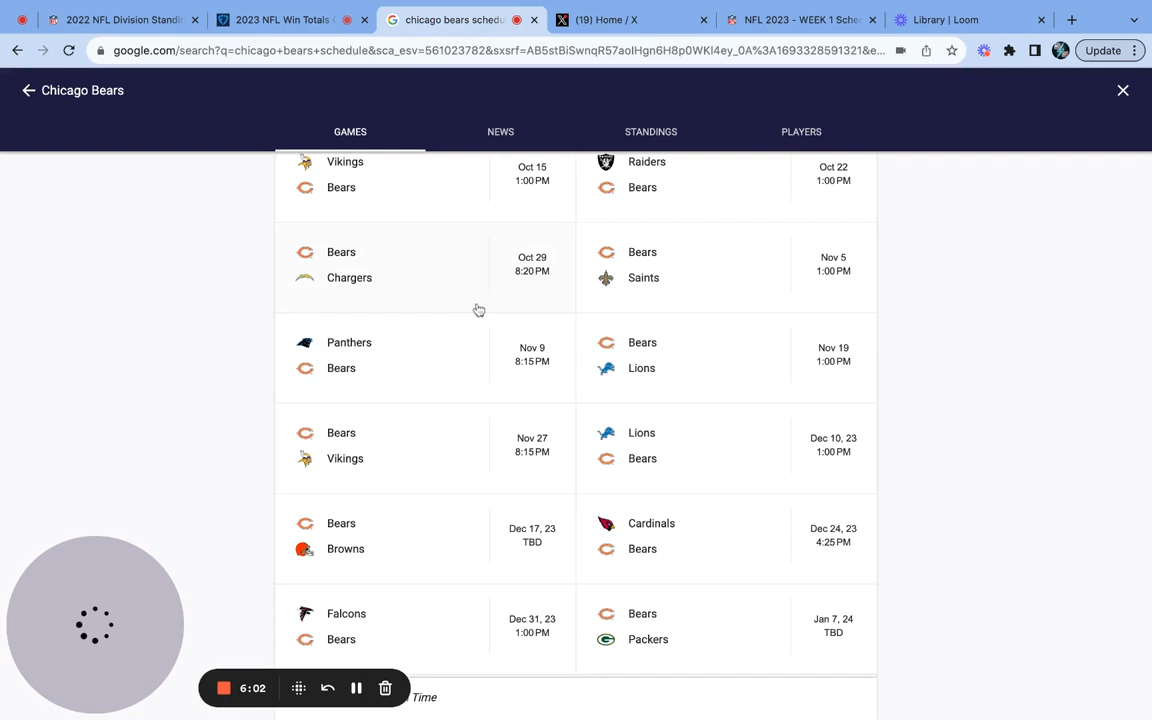 2022 NFL Division Standin
2023 NFL Win Totals
chicago bears schedu
(19) Home / X
NFL 2023 - WEEK 1 Sche
Library | Loom
google.com/search?q=chicago+bears+schedule&sca_esv=561023782&sxsrf=AB5stBiSwnqR57aoIHgn6H8p0WKl4ey_0A%3A1693328591321&e...
Update
Chicago Bears
GAMES
NEWS
STANDINGS
PLAYERS
Vikings
Bears
Oct 15
1:00 PM
Raiders
Bears
Oct 22
1:00 PM
Bears
Chargers
Oct 29
8:20 PM
Bears
Saints
Nov 5
1:00 PM
Panthers
Bears
Nov 9
8:15 PM
Bears
Lions
Nov 19
1:00 PM
Bears
Vikings
Nov 27
8:15 PM
Lions
Bears
Dec 10, 23
1:00 PM
Bears
Browns
Dec 17, 23
TBD
Cardinals
Bears
Dec 24, 23
4:25 PM
Falcons
Bears
Dec 31, 23
1:00 PM
Bears
Packers
Jan 7, 24
TBD
6:02
Time